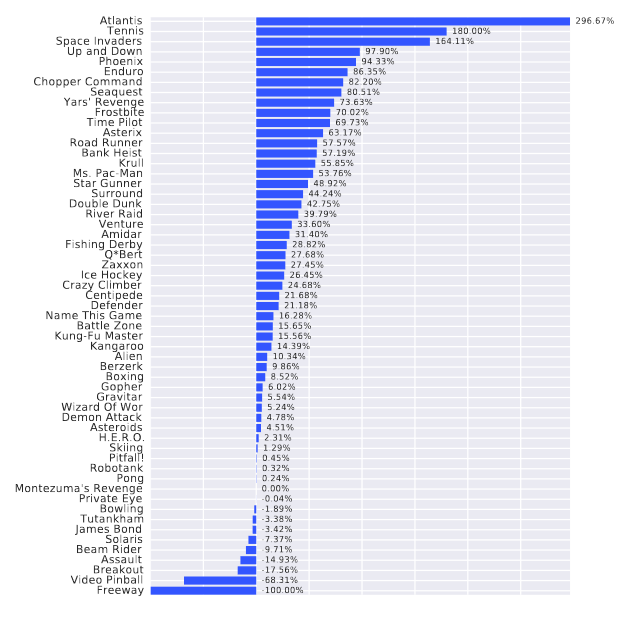 Atlantis 296.67%
Tennis 180.00%
Space Invaders 164.11%
Up and Down 97.90%
Phoenix 94.33%
Enduro 86.35%
Chopper Command 82.20%
Seaquest 80.51%
Yars' Revenge 73.63%
Frostbite 70.02%
Time Pilot 69.73%
Asterix 63.17%
Road Runner 57.57%
Bank Heist 57.19%
Krull 55.85%
Ms. Pac-Man 53.76%
Star Gunner 48.92%
Surround 44.24%
Double Dunk 42.75%
River Raid 39.79%
Venture 33.60%
Amidar 31.40%
Fishing Derby 28.82%
Q*Bert 27.68%
Zaxxon 27.45%
Ice Hockey 26.45%
Crazy Climber 24.68%
Centipede 21.68%
Defender 21.18%
Name This Game 16.28%
Battle Zone 15.65%
Kung-Fu Master 15.56%
Kangaroo 14.39%
Alien 10.34%
Berzerk 9.86%
Boxing 8.52%
Gopher 6.02%
Gravitar 5.54%
Wizard Of Wor 5.24%
Demon Attack 4.78%
Asteroids 4.51%
H.E.R.O. 2.31%
Skiing 1.29%
Pitfall! 0.45%
Robotank 0.32%
Pong 0.24%
Montezuma's Revenge 0.00%
Private Eye -0.04%
Bowling -1.89%
Tutankham -3.38%
James Bond -3.42%
Solaris -7.37%
Beam Rider -9.71%
Assault -14.93%
Breakout -17.56%
Video Pinball -68.31%
Freeway -100.00%